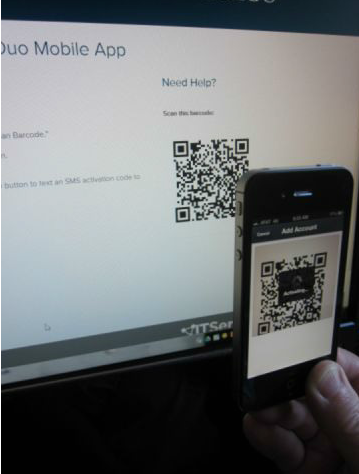 Duo Mobile App
Need Help?
Scan this barcode:
an Barcode."
n.
button to text an SMS activation code to
AT&T
Cancel
Add Account
Activating...
ITSer